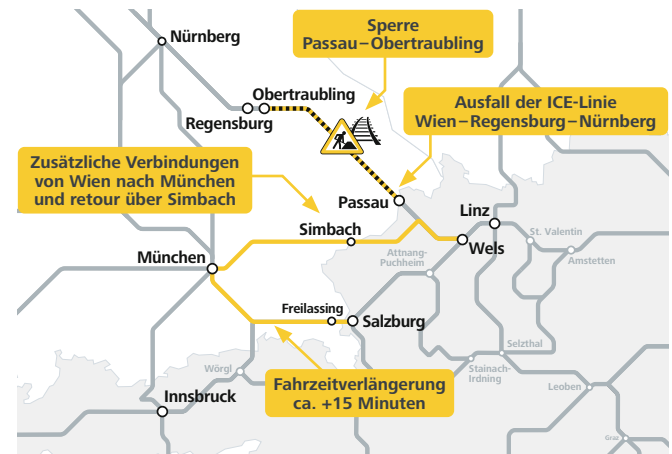 Sperre
Passau–Obertraubling
Nürnberg
Obertraubling
Regensburg
Ausfall der ICE-Linie
Wien–Regensburg–Nürnberg
Zusätzliche Verbindungen
von Wien nach München
und retour über Simbach
Passau
Linz
Simbach
St. Valentin
Wels
Attnang-
Puchheim
Amstetten
München
Freilassing
Salzburg
Selzthal
Wörgl
Stainach-
Irdning
Fahrzeitverlängerung
ca. +15 Minuten
Leoben
Innsbruck
Graz